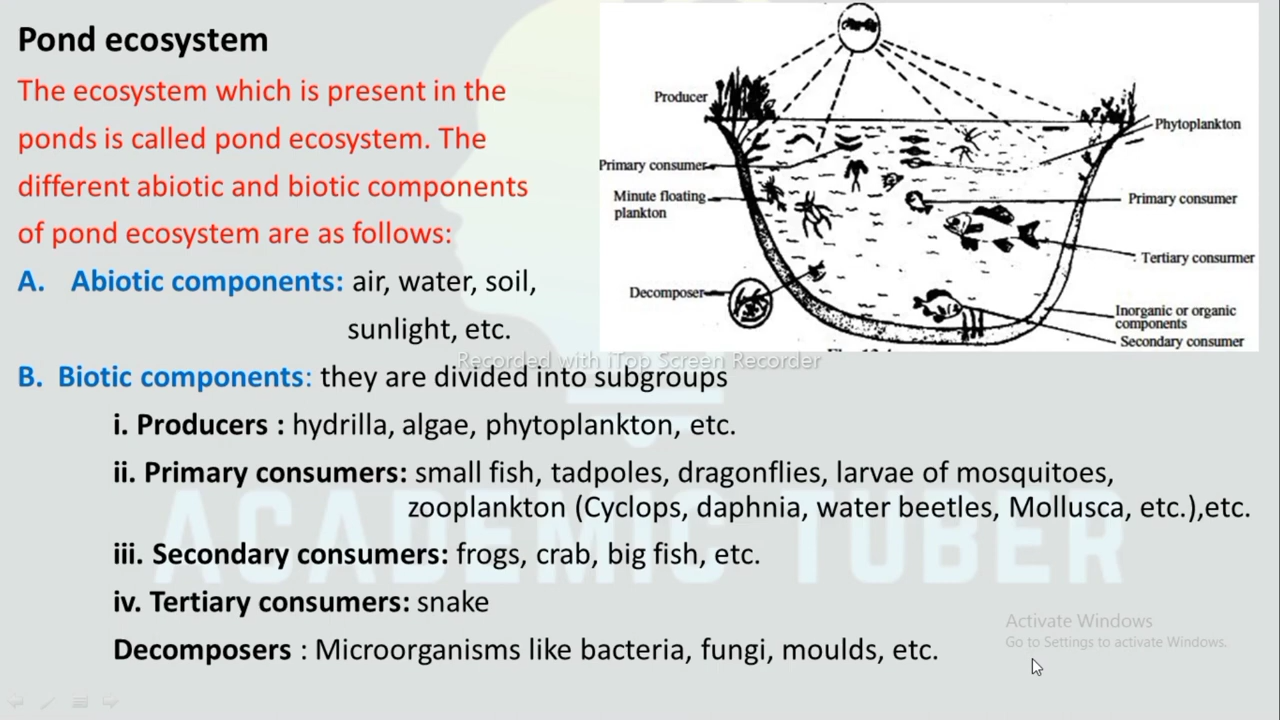 Pond ecosystem
The ecosystem which is present in the
ponds is called pond ecosystem. The
different abiotic and biotic components
of pond ecosystem are as follows:
A. Abiotic components: air, water, soil,
sunlight, etc.
B. Biotic components: they are divided into subgroups
i. Producers : hydrilla, algae, phytoplankton, etc.
ii. Primary consumers: small fish, tadpoles, dragonflies, larvae of mosquitoes,
zooplankton (Cyclops, daphnia, water beetles, Mollusca, etc.),etc.
iii. Secondary consumers: frogs, crab, big fish, etc.
iv. Tertiary consumers: snake
Decomposers : Microorganisms like bacteria, fungi, moulds, etc.
Producer
Primary consumer
Minute floating
plankton
Decomposer
Phytoplankton
Primary consumer
Tertiary consurmer
Inorganic or organic
components
Secondary consumer
Recorded with iTop Screen Recorder
ACADEMIC TUBER
Activate Windows
Go to Settings to activate Windows.